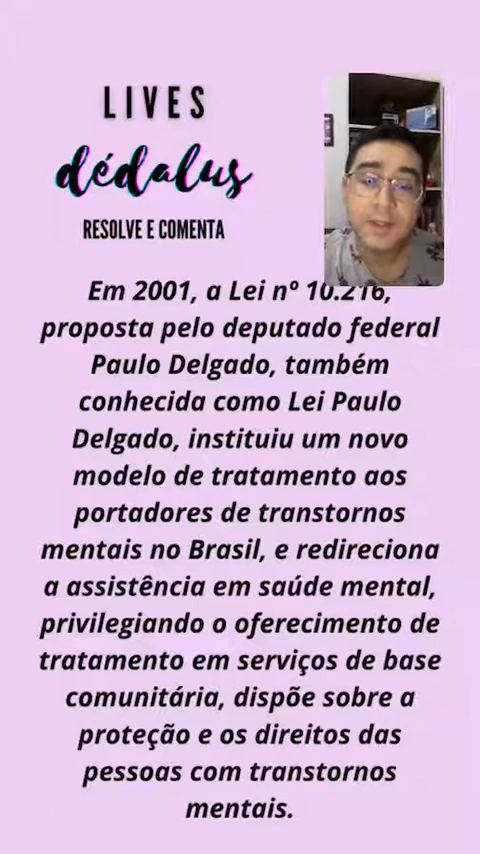 LIVES
dédalus
RESOLVE E COMENTA
Em 2001, a Lei nº 10.216,
proposta pelo deputado federal
Paulo Delgado, também
conhecida como Lei Paulo
Delgado, instituiu um novo
modelo de tratamento aos
portadores de transtornos
mentais no Brasil, e redireciona
a assistência em saúde mental,
privilegiando o oferecimento de
tratamento em serviços de base
comunitária, dispõe sobre a
proteção e os direitos das
pessoas com transtornos
mentais.